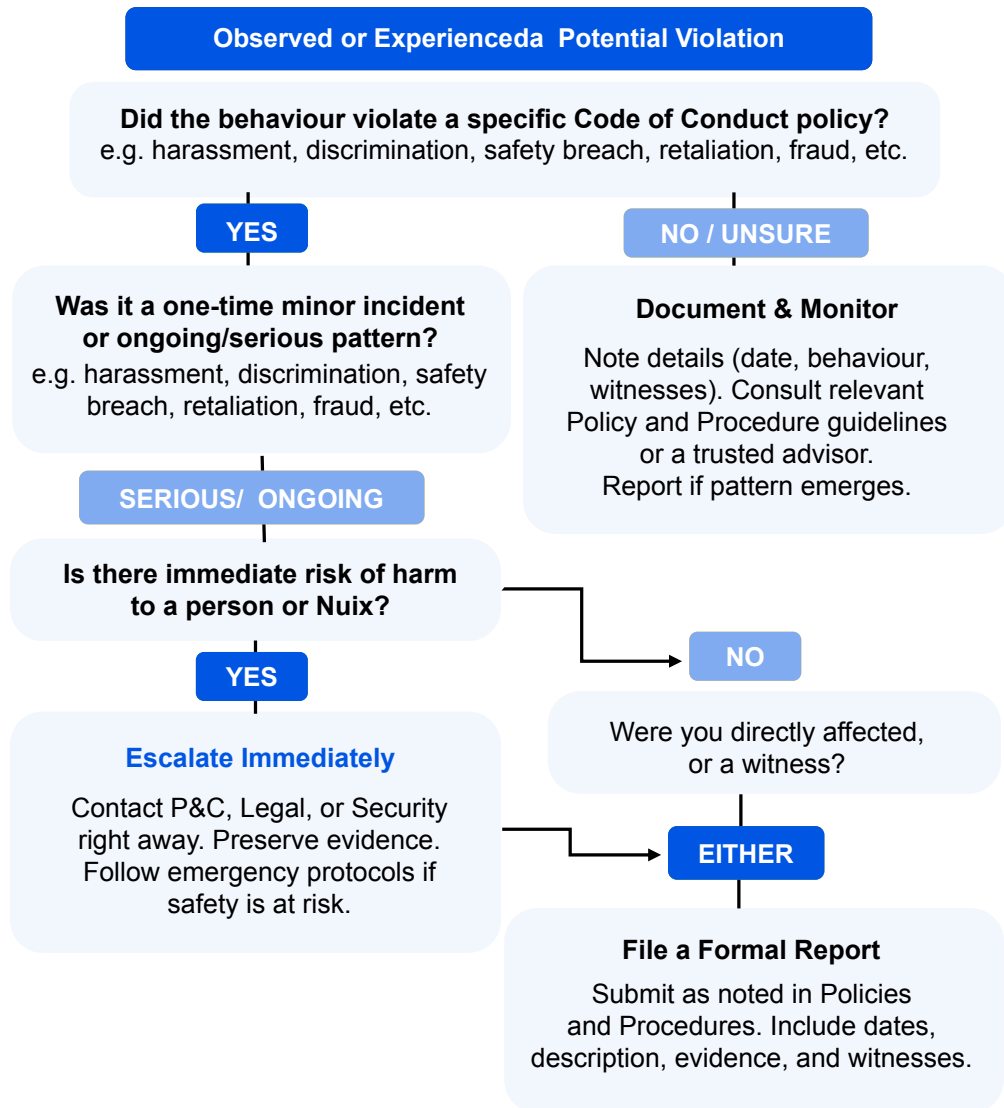 Observed or Experienceda Potential Violation
Did the behaviour violate a specific Code of Conduct policy?
e.g. harassment, discrimination, safety breach, retaliation, fraud, etc.
YES
NO / UNSURE
Was it a one-time minor incident
or ongoing/serious pattern?
e.g. harassment, discrimination, safety
breach, retaliation, fraud, etc.
Document & Monitor
Note details (date, behaviour,
witnesses). Consult relevant
Policy and Procedure guidelines
or a trusted advisor.
Report if pattern emerges.
SERIOUS/ ONGOING
Is there immediate risk of harm
to a person or Nuix?
NO
YES
Were you directly affected,
or a witness?
Escalate Immediately
Contact P&C, Legal, or Security
right away. Preserve evidence.
Follow emergency protocols if
safety is at risk.
EITHER
File a Formal Report
Submit as noted in Policies
and Procedures. Include dates,
description, evidence, and witnesses.